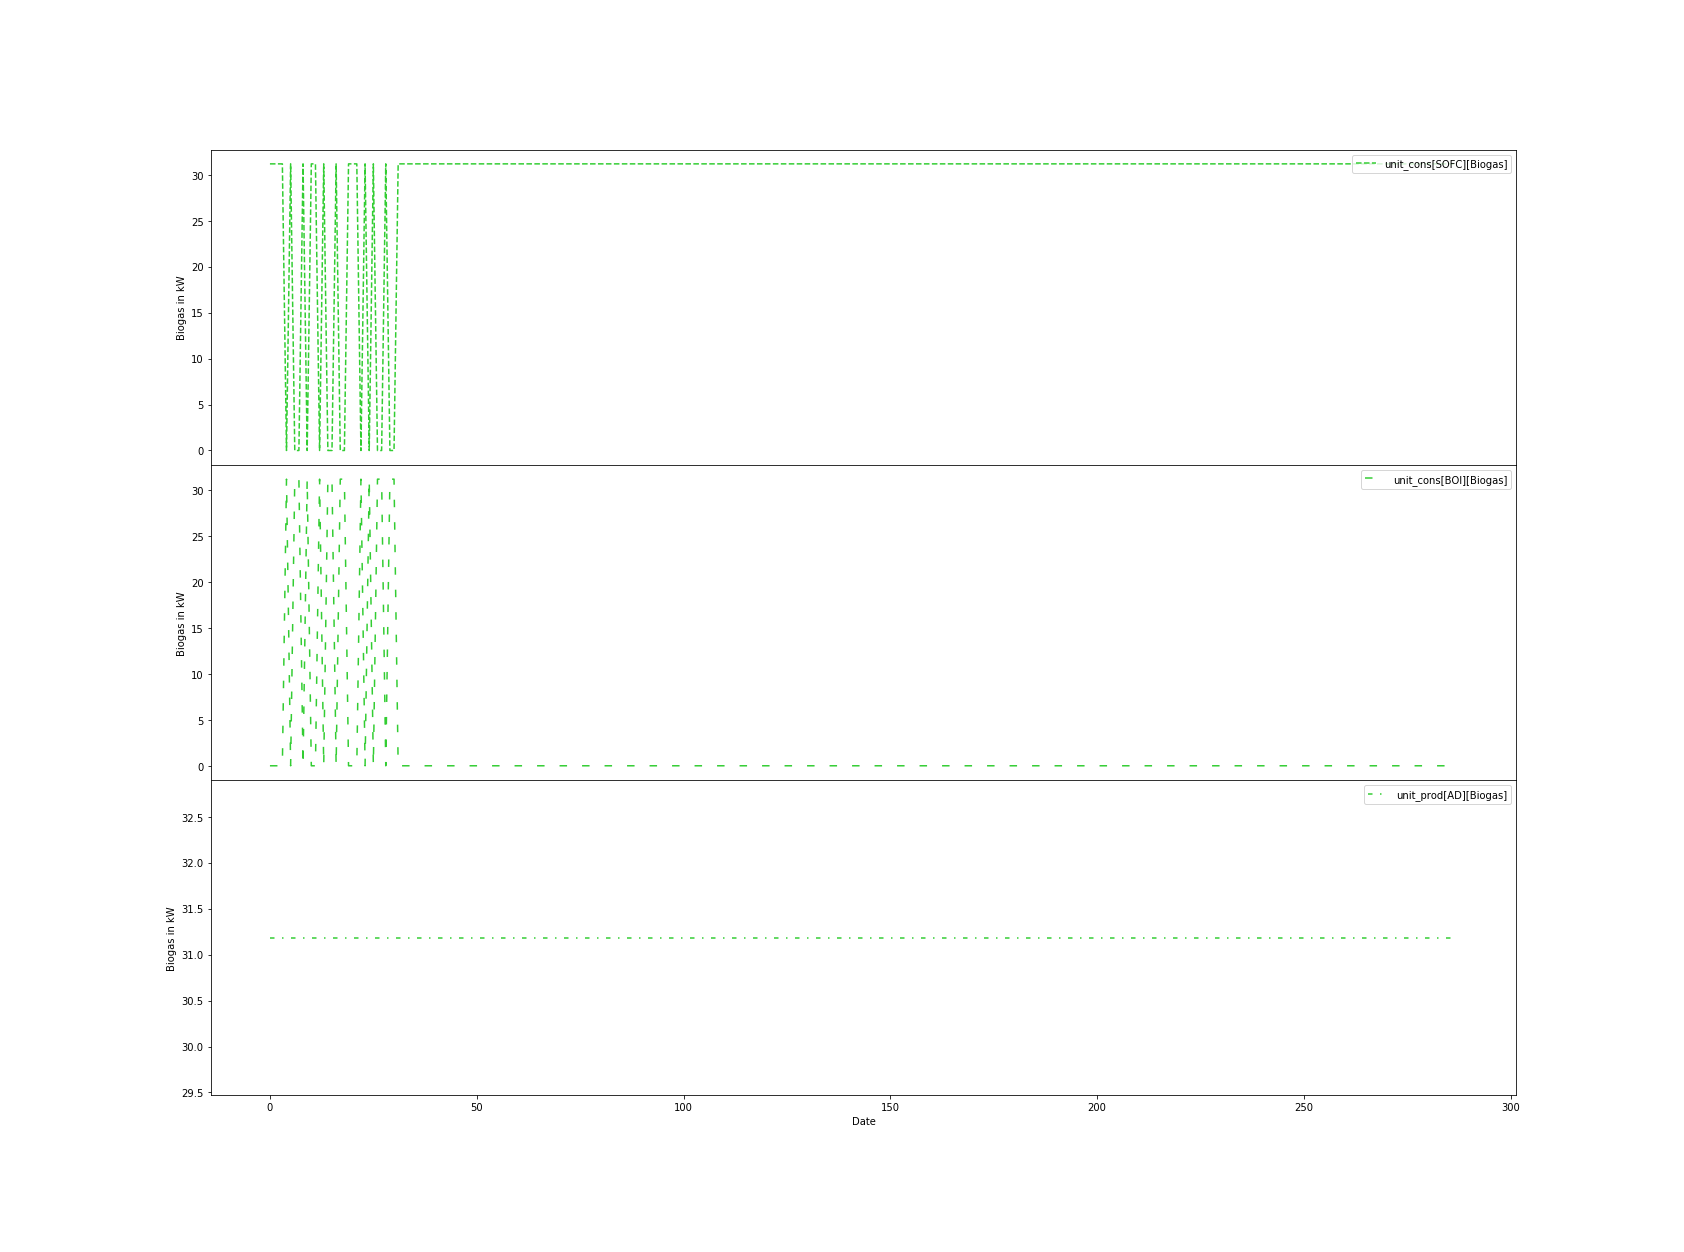 unit_cons[SOFC][Biogas]
30
25
20
15
10
5
0
Biogas in kW
unit_cons[BOI][Biogas]
30
25
20
15
10
5
0
Biogas in kW
unit_prod[AD][Biogas]
32.5
32.0
31.5
31.0
30.5
30.0
29.5
Biogas in kW
0 50 100 150 200 250 300
Date